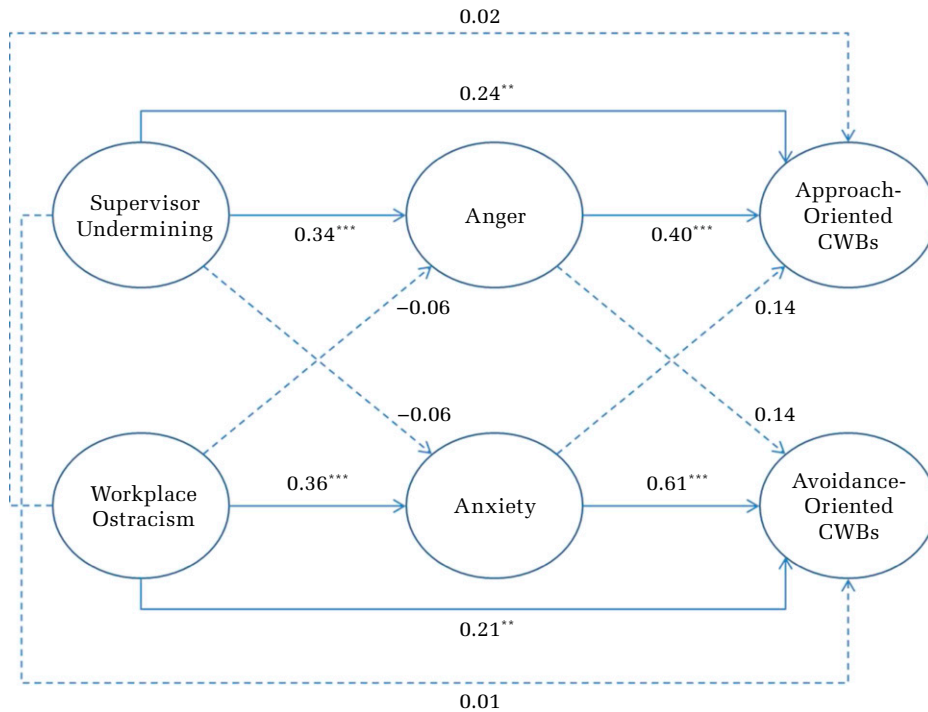 0.02
0.24**
Supervisor
Undermining
0.34***
Anger
0.40***
Approach-
Oriented
CWBs
−0.06
0.14
−0.06
0.14
Workplace
Ostracism
0.36***
Anxiety
0.61***
Avoidance-
Oriented
CWBs
0.21**
0.01